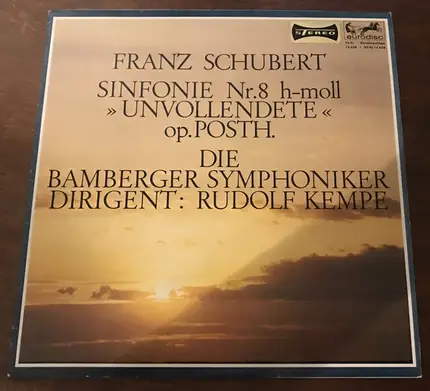 STEREO
eurodisc
FRANZ SCHUBERT
SINFONIE Nr.8 h-moll
»UNVOLLENDETE«
op.POSTH.
DIE
BAMBERGER SYMPHONIKER
DIRIGENT: RUDOLF KEMPE